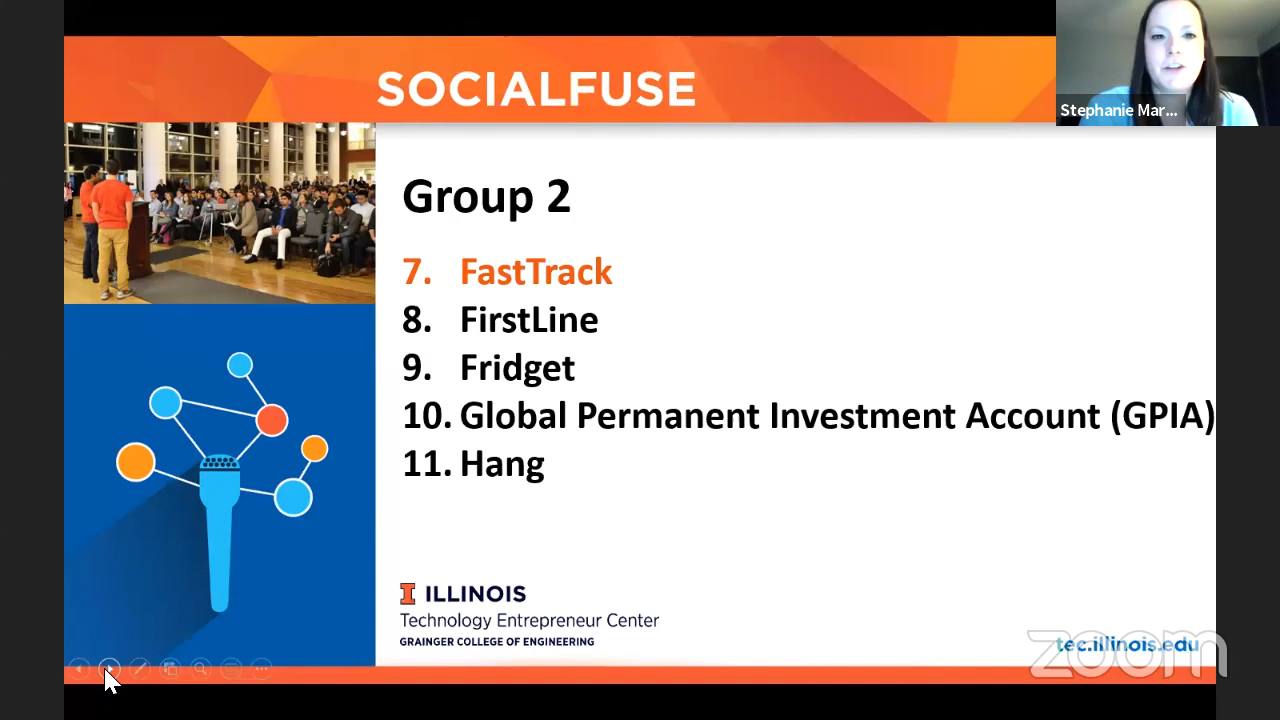 SOCIALFUSE
Stephanie Mar...
Group 2
7. FastTrack
8. FirstLine
9. Fridget
10. Global Permanent Investment Account (GPIA)
11. Hang
I ILLINOIS
Technology Entrepreneur Center
GRAINGER COLLEGE OF ENGINEERING
tec.illinois.edu
zoom